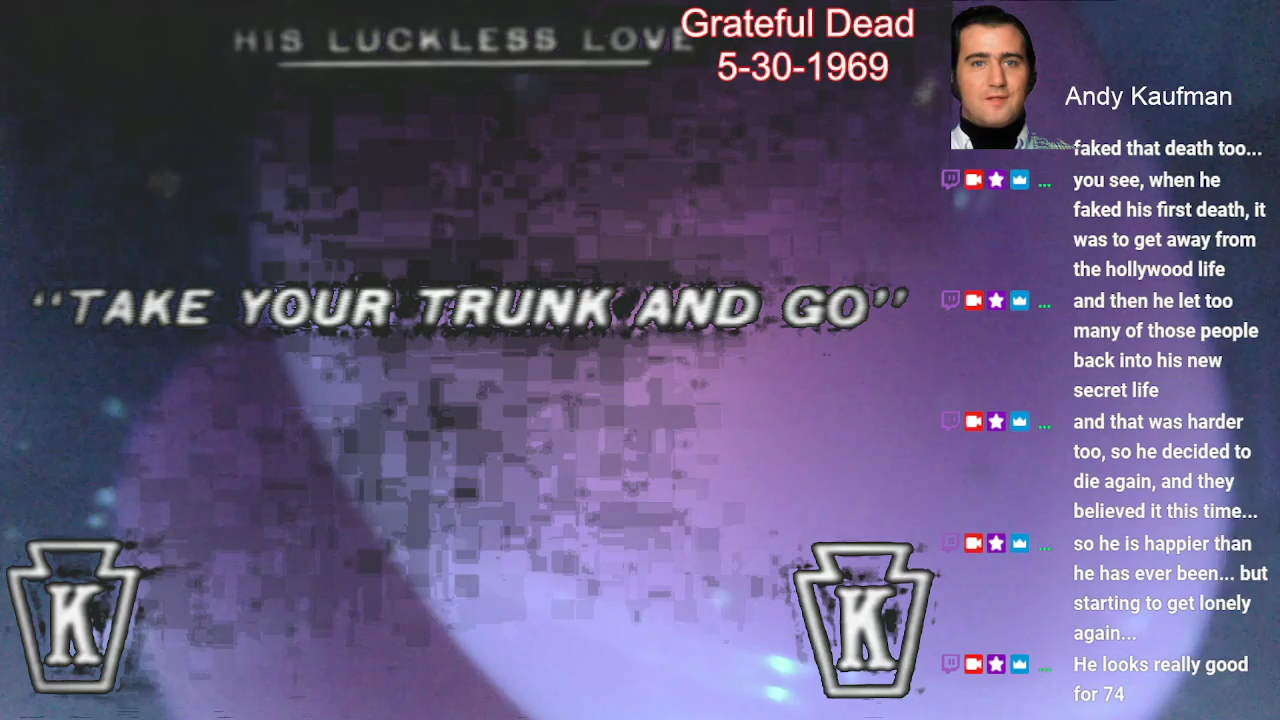 HIS LUCKLESS LOVE
Grateful Dead
5-30-1969
Andy Kaufman
"TAKE YOUR TRUNK AND GO"
K
K
faked that death too...
you see, when he
faked his first death, it
was to get away from
the hollywood life
and then he let too
many of those people
back into his new
secret life
and that was harder
too, so he decided to
die again, and they
believed it this time...
so he is happier than
he has ever been... but
starting to get lonely
again...
He looks really good
for 74